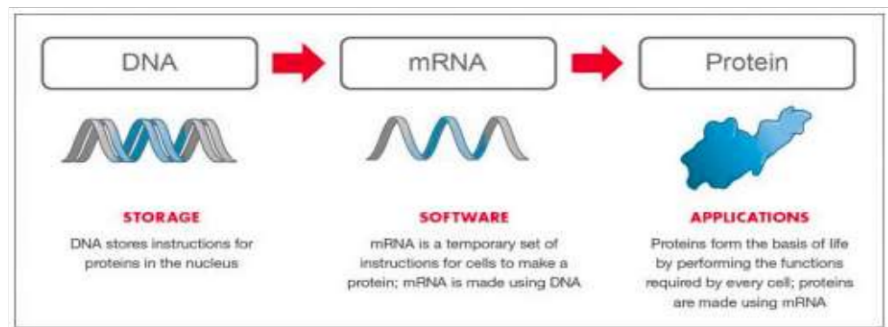 DNA
mRNA
Protein
STORAGE
DNA stores instructions for
proteins in the nucleus
SOFTWARE
mRNA is a temporary set of
instructions for cells to make a
protein; mRNA is made using DNA
APPLICATIONS
Proteins form the basis of life
by performing the functions
required by every cell; proteins
are made using mRNA